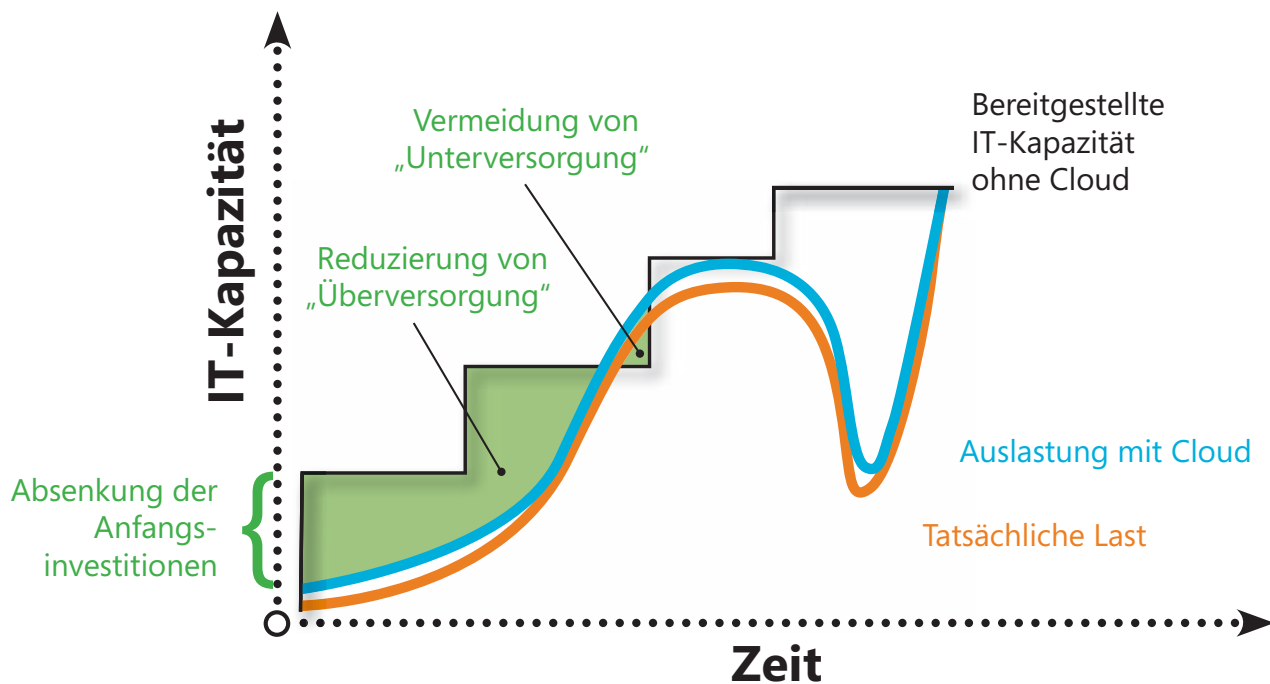 IT-Kapazität
Vermeidung von
„Unterversorgung“
Bereitgestellte
IT-Kapazität
ohne Cloud
Reduzierung von
„Überversorgung“
Absenkung der
Anfangs-
investitionen
Auslastung mit Cloud
Tatsächliche Last
Zeit